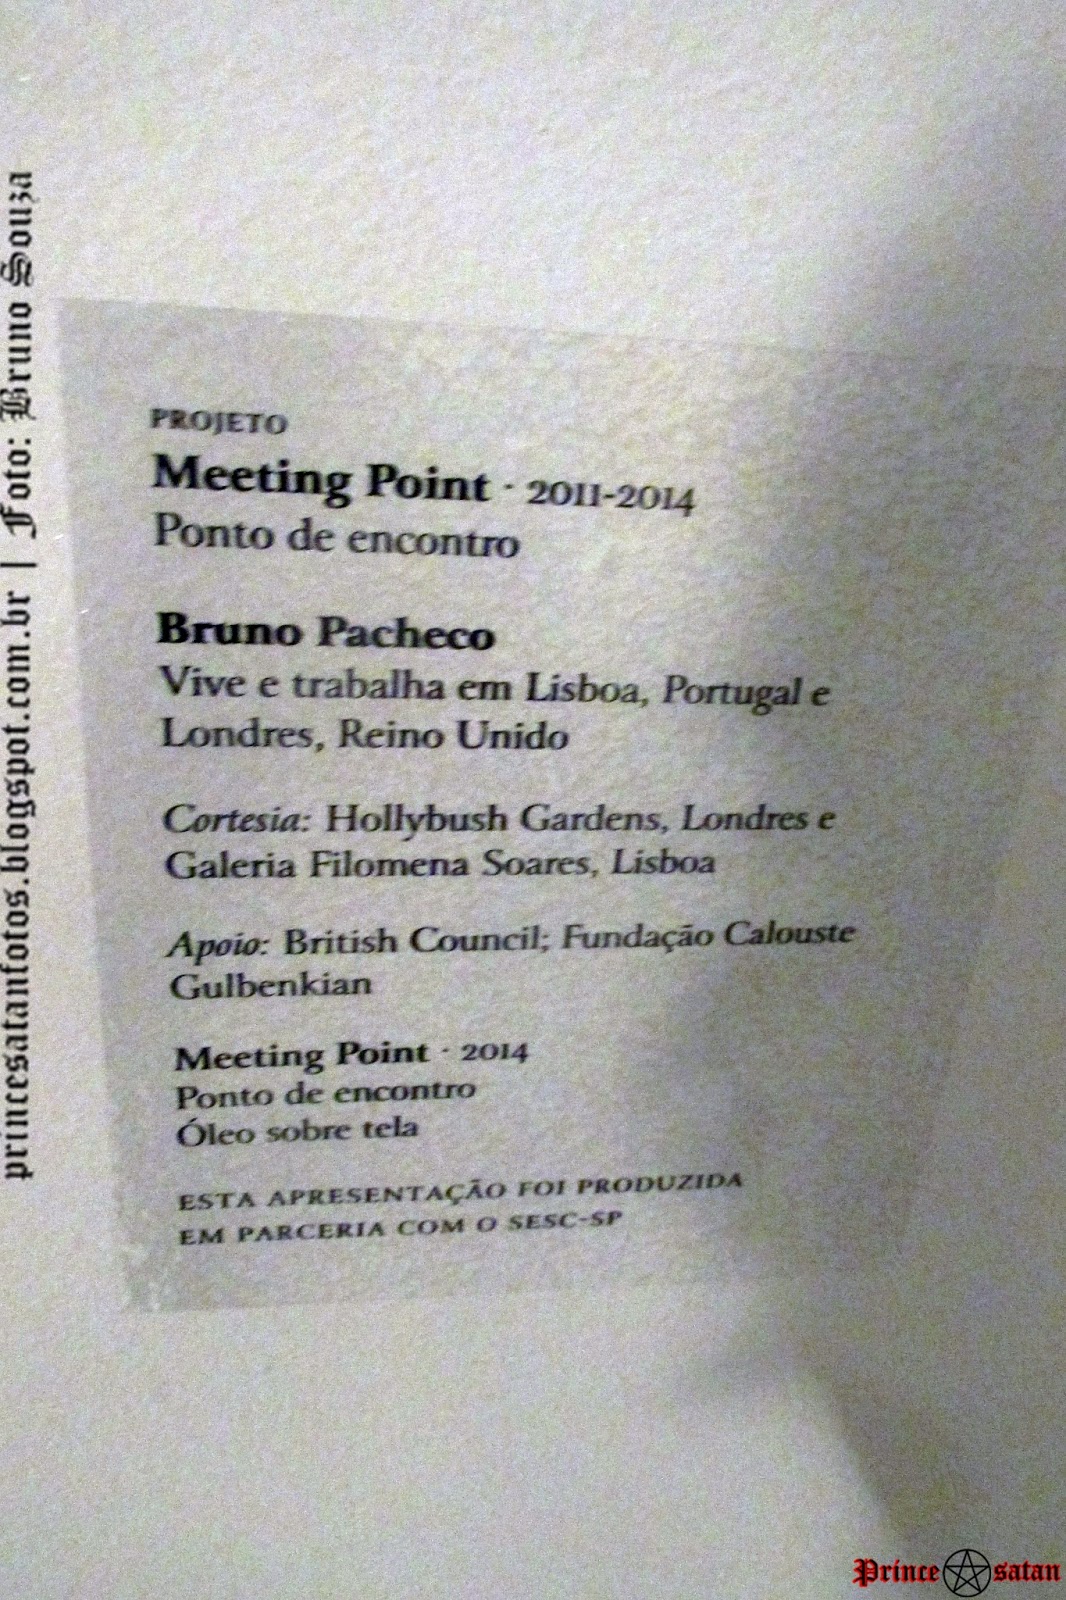 princesatanfotos.blogspot.com.br | Foto: Bruno Souza
PROJETO
Meeting Point · 2011-2014
Ponto de encontro
Bruno Pacheco
Vive e trabalha em Lisboa, Portugal e
Londres, Reino Unido
Cortesia: Hollybush Gardens, Londres e
Galeria Filomena Soares, Lisboa
Apoio: British Council; Fundação Calouste
Gulbenkian
Meeting Point · 2014
Ponto de encontro
Óleo sobre tela
ESTA APRESENTAÇÃO FOI PRODUZIDA
EM PARCERIA COM O SESC-SP
Prince satan